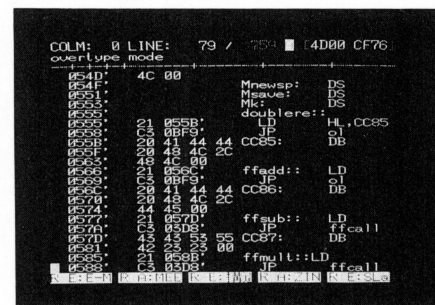 COLM: 0 LINE: 79 / 759 [4D00 CF76]
overtype mode
054D' 4C 00
054F' Mnewsp: DS
0551' Msave: DS
0553' Mk: DS
0555' doublere::
0555' 21 055B' LD HL,CC85
0558' C3 0BF9' JP ol
055B' 20 41 44 44 CC85: DB
055F' 20 48 4C 2C
0563' 48 4C 00
0566' 21 056C' ffadd:: LD
0569' C3 0BF9' JP ol
056C' 20 41 44 44 CC86: DB
0570' 20 48 4C 2C
0574' 44 45 00
0577' 21 057D' ffsub:: LD
057A' C3 03D8' JP ffcall
057D' 43 43 53 55 CC87: DB
0581' 42 23 23 00
0585' 21 058B' ffmult::LD
0588' C3 03D8' JP ffcall
R E:E-M R A:MEL R A:ZIN R E:SLO